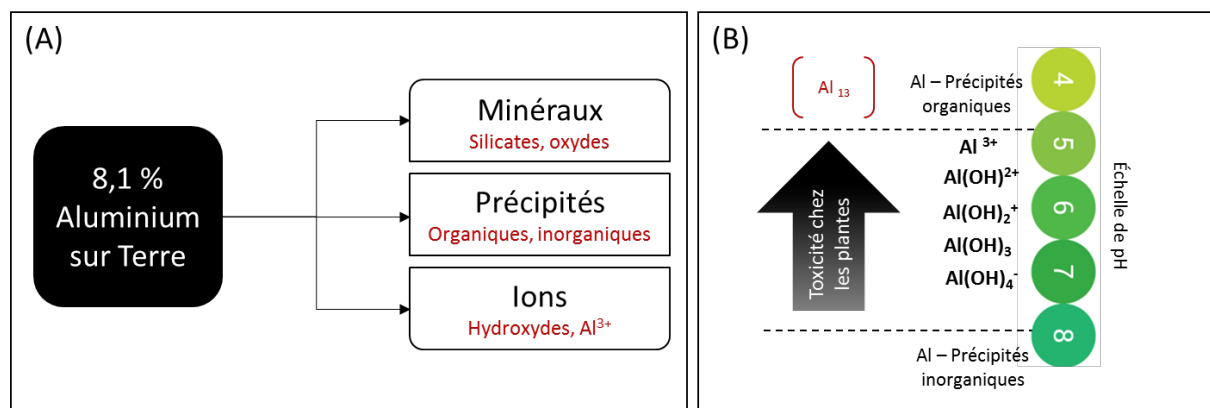 (A)
8,1 %
Aluminium
sur Terre
Minéraux
Silicates, oxydes
Précipités
Organiques, inorganiques
Ions
Hydroxydes, Al³⁺
(B)
Al ₁₃
Al – Précipités
organiques
Toxicité chez
les plantes
Al ³⁺
Al(OH)²⁺
Al(OH)₂⁺
Al(OH)₃
Al(OH)₄⁻
Al – Précipités
inorganiques
4
5
6
7
8
Échelle de pH